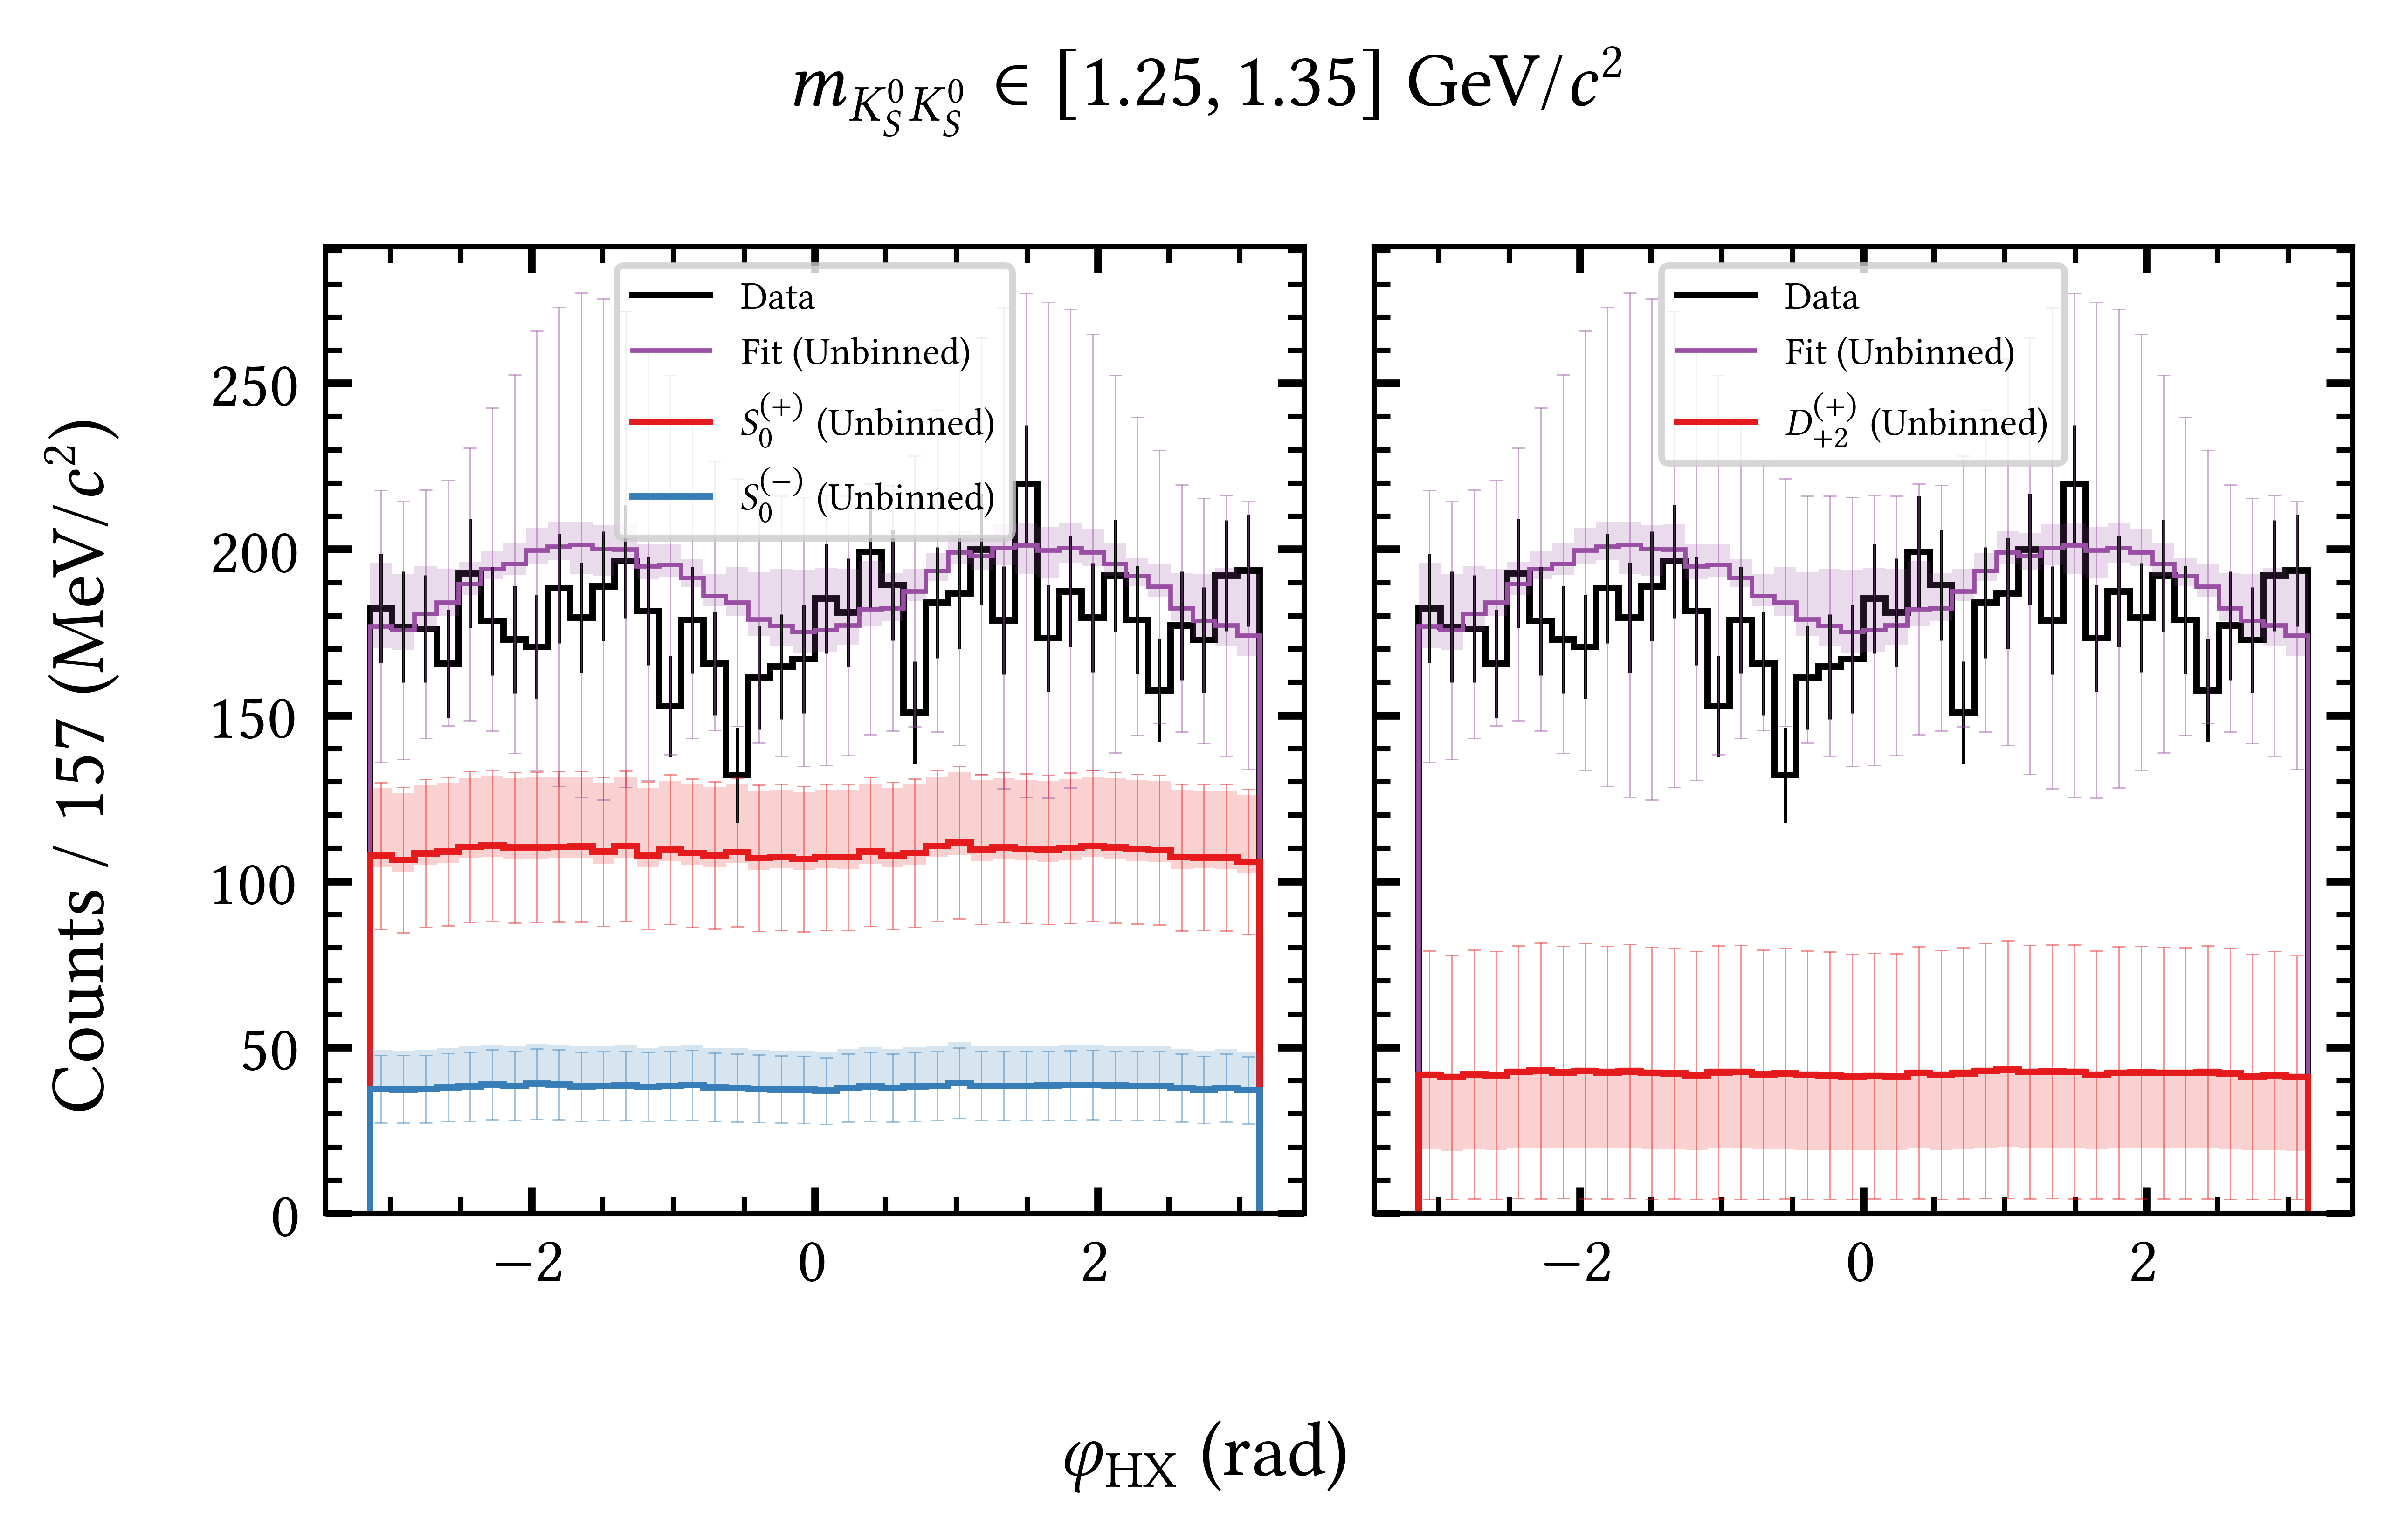 m_{K_S^0 K_S^0} ∈ [1.25, 1.35] GeV/c²
Counts / 157 (MeV/c²)
250
200
150
100
50
0
Data
Fit (Unbinned)
S_0^{(+)} (Unbinned)
S_0^{(−)} (Unbinned)
−2
0
2
Data
Fit (Unbinned)
D_{+2}^{(+)} (Unbinned)
−2
0
2
φ_{HX} (rad)